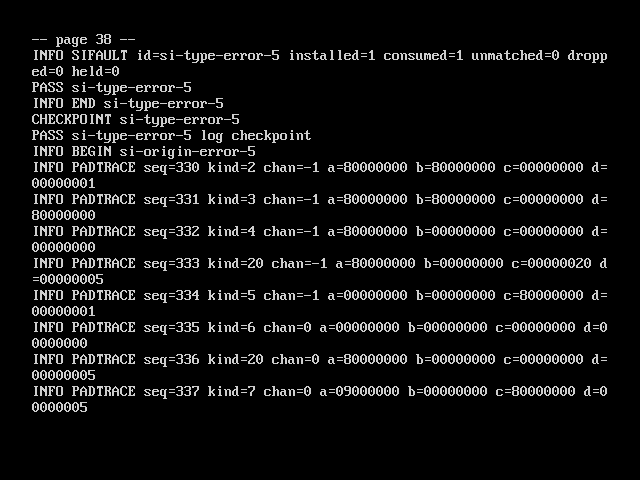 -- page 38 --
INFO SIFAULT id=si-type-error-5 installed=1 consumed=1 unmatched=0 dropp
ed=0 held=0
PASS si-type-error-5
INFO END si-type-error-5
CHECKPOINT si-type-error-5
PASS si-type-error-5 log checkpoint
INFO BEGIN si-origin-error-5
INFO PADTRACE seq=330 kind=2 chan=-1 a=80000000 b=80000000 c=00000000 d=
00000001
INFO PADTRACE seq=331 kind=3 chan=-1 a=80000000 b=80000000 c=00000000 d=
80000000
INFO PADTRACE seq=332 kind=4 chan=-1 a=80000000 b=00000000 c=00000000 d=
00000000
INFO PADTRACE seq=333 kind=20 chan=-1 a=80000000 b=00000000 c=00000020 d
=00000005
INFO PADTRACE seq=334 kind=5 chan=-1 a=00000000 b=00000000 c=80000000 d=
00000001
INFO PADTRACE seq=335 kind=6 chan=0 a=00000000 b=00000000 c=00000000 d=0
0000000
INFO PADTRACE seq=336 kind=20 chan=0 a=80000000 b=00000000 c=00000000 d=
00000005
INFO PADTRACE seq=337 kind=7 chan=0 a=09000000 b=00000000 c=80000000 d=0
0000005